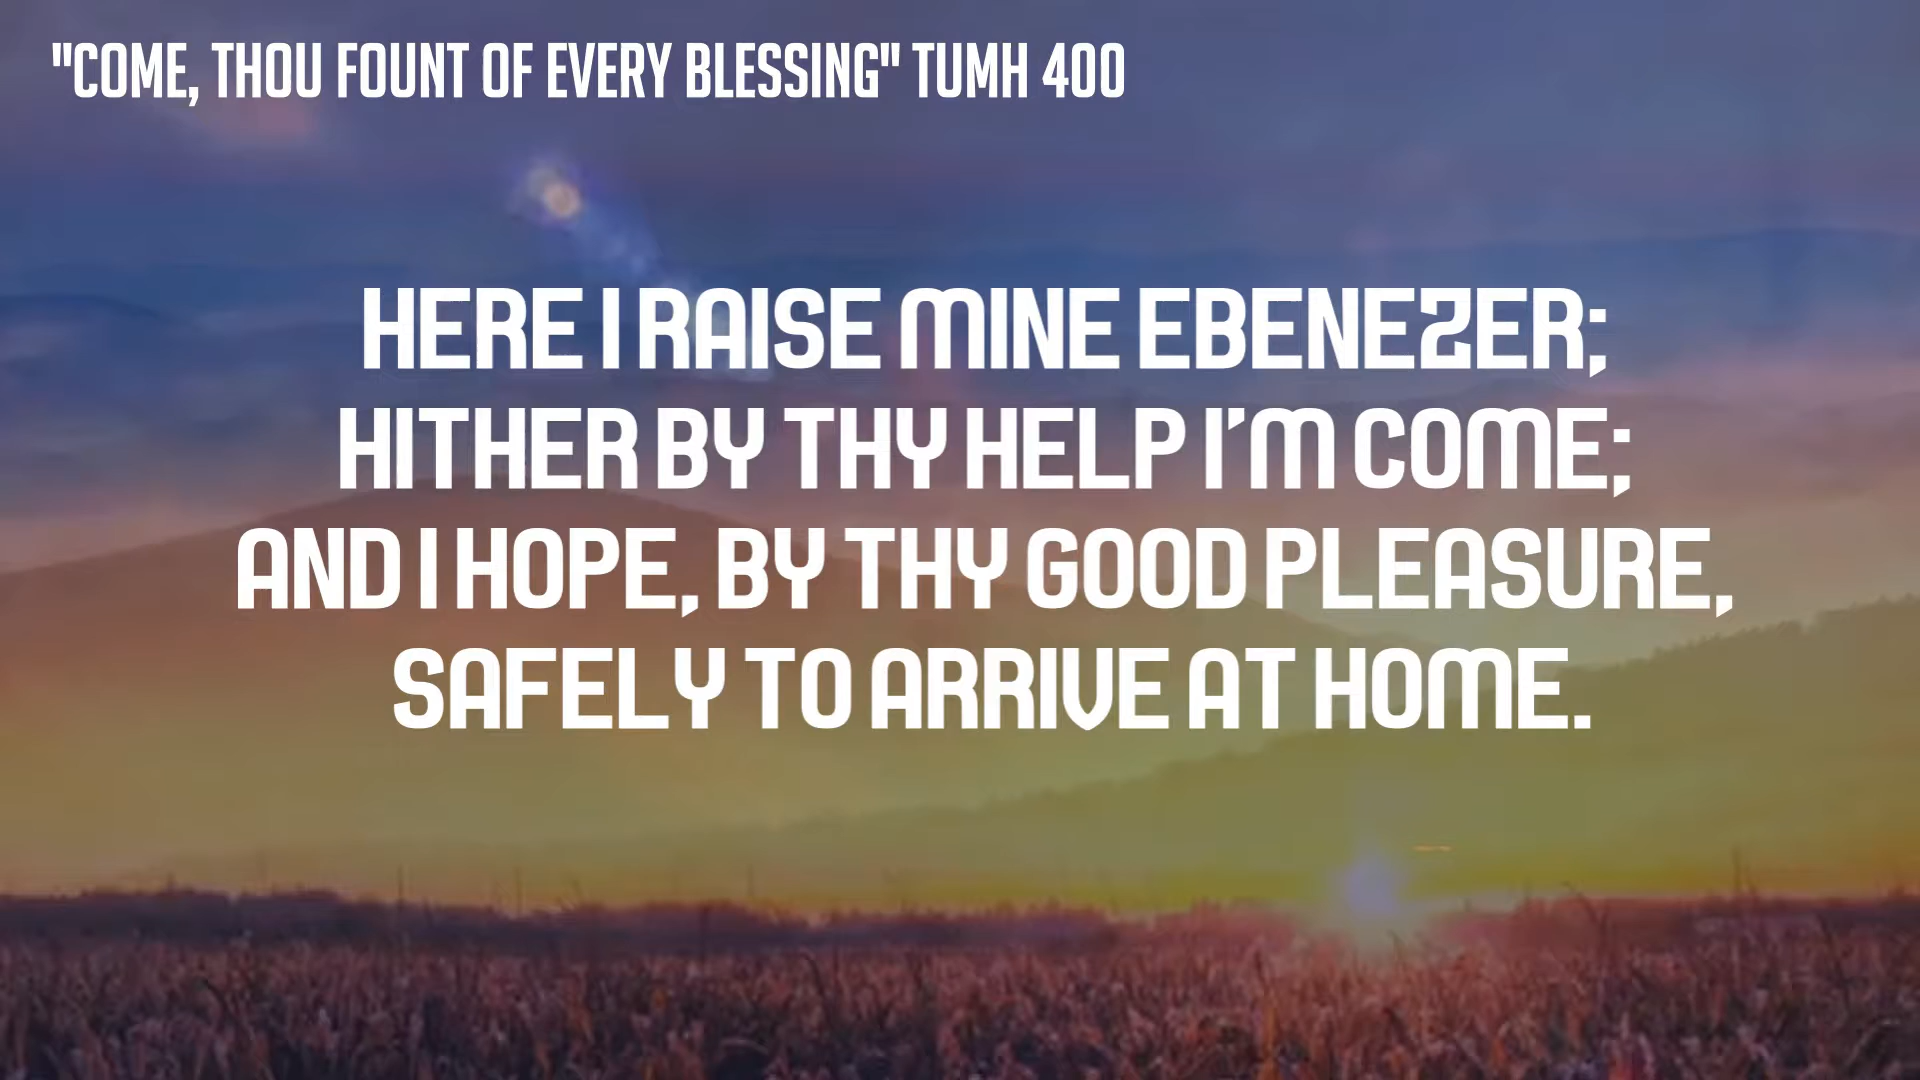 "COME, THOU FOUNT OF EVERY BLESSING" TUMH 400
HERE I RAISE MINE EBENEZER;
HITHER BY THY HELP I'M COME;
AND I HOPE, BY THY GOOD PLEASURE,
SAFELY TO ARRIVE AT HOME.